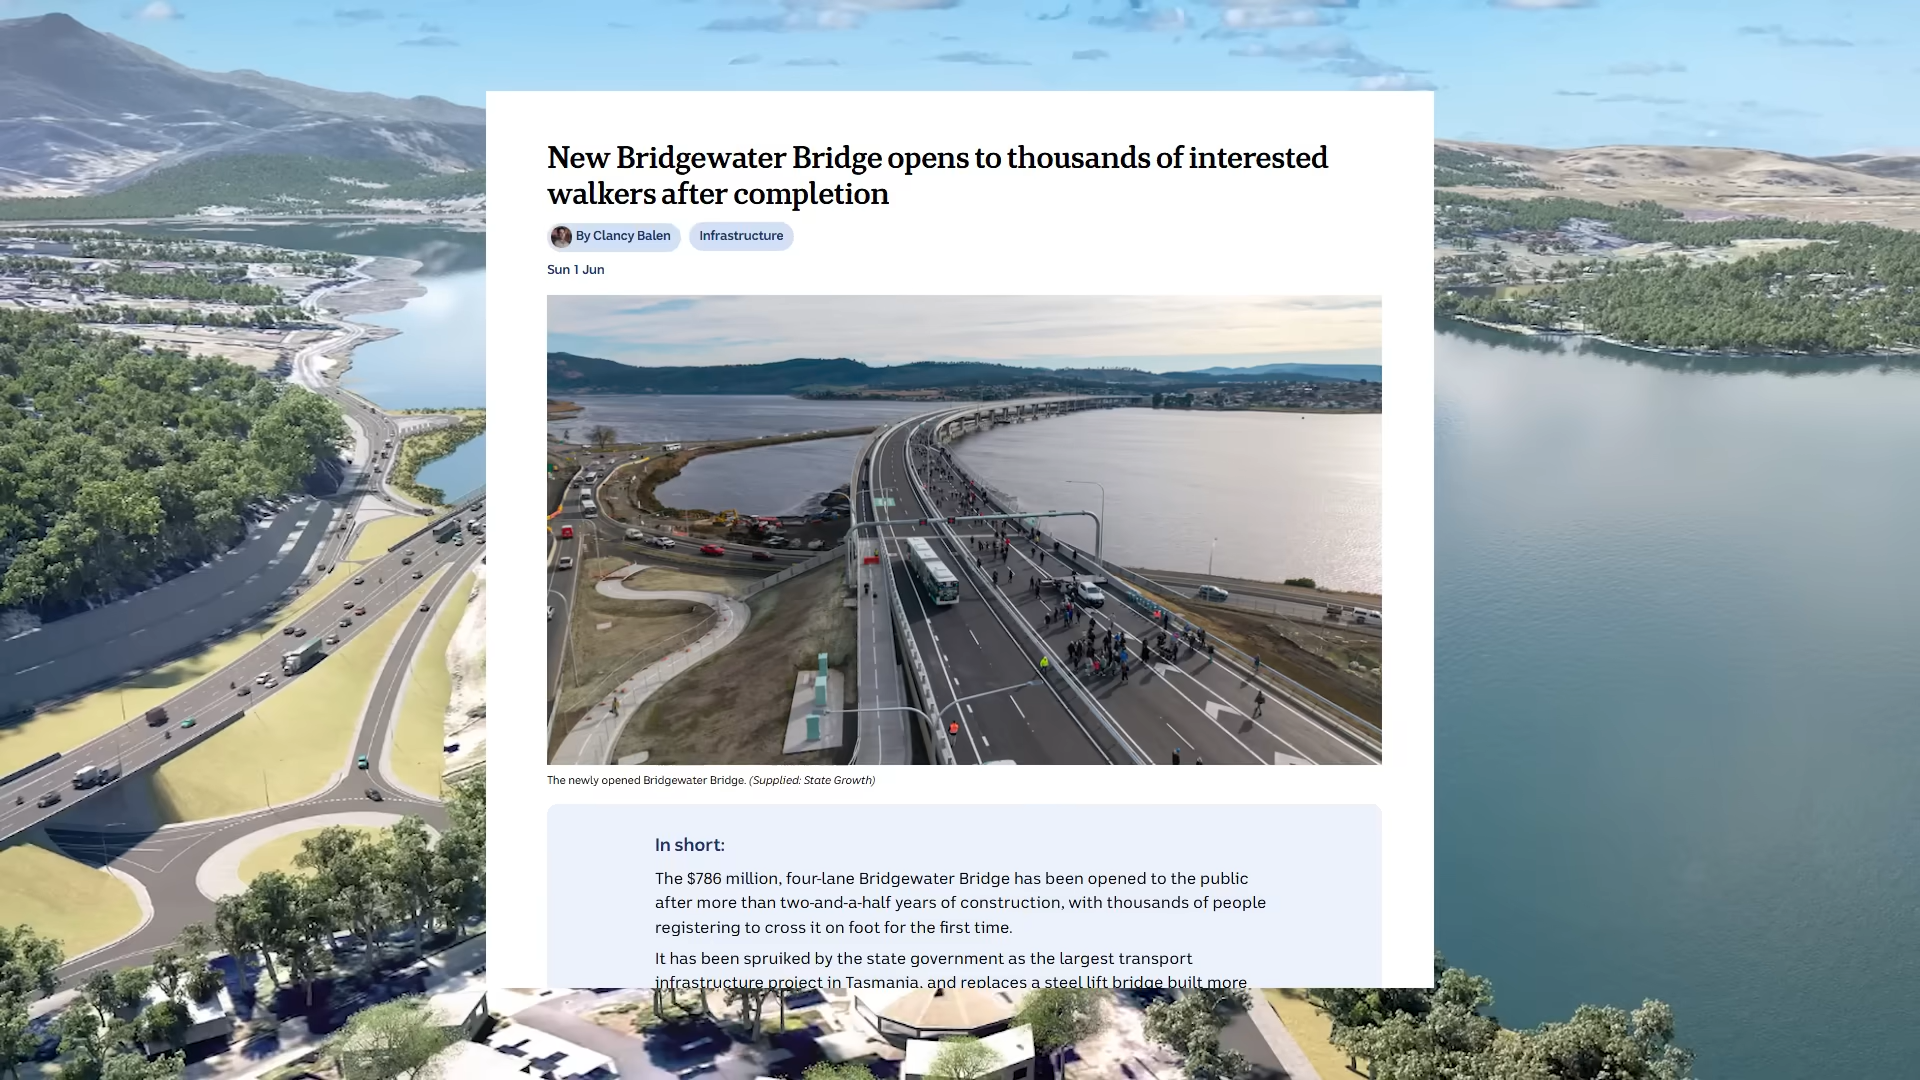 New Bridgewater Bridge opens to thousands of interested
walkers after completion
By Clancy Balen
Infrastructure
Sun 1 Jun
The newly opened Bridgewater Bridge. (Supplied: State Growth)
In short:
The $786 million, four-lane Bridgewater Bridge has been opened to the public
after more than two-and-a-half years of construction, with thousands of people
registering to cross it on foot for the first time.
It has been spruiked by the state government as the largest transport
infrastructure project in Tasmania, and replaces a steel lift bridge built more